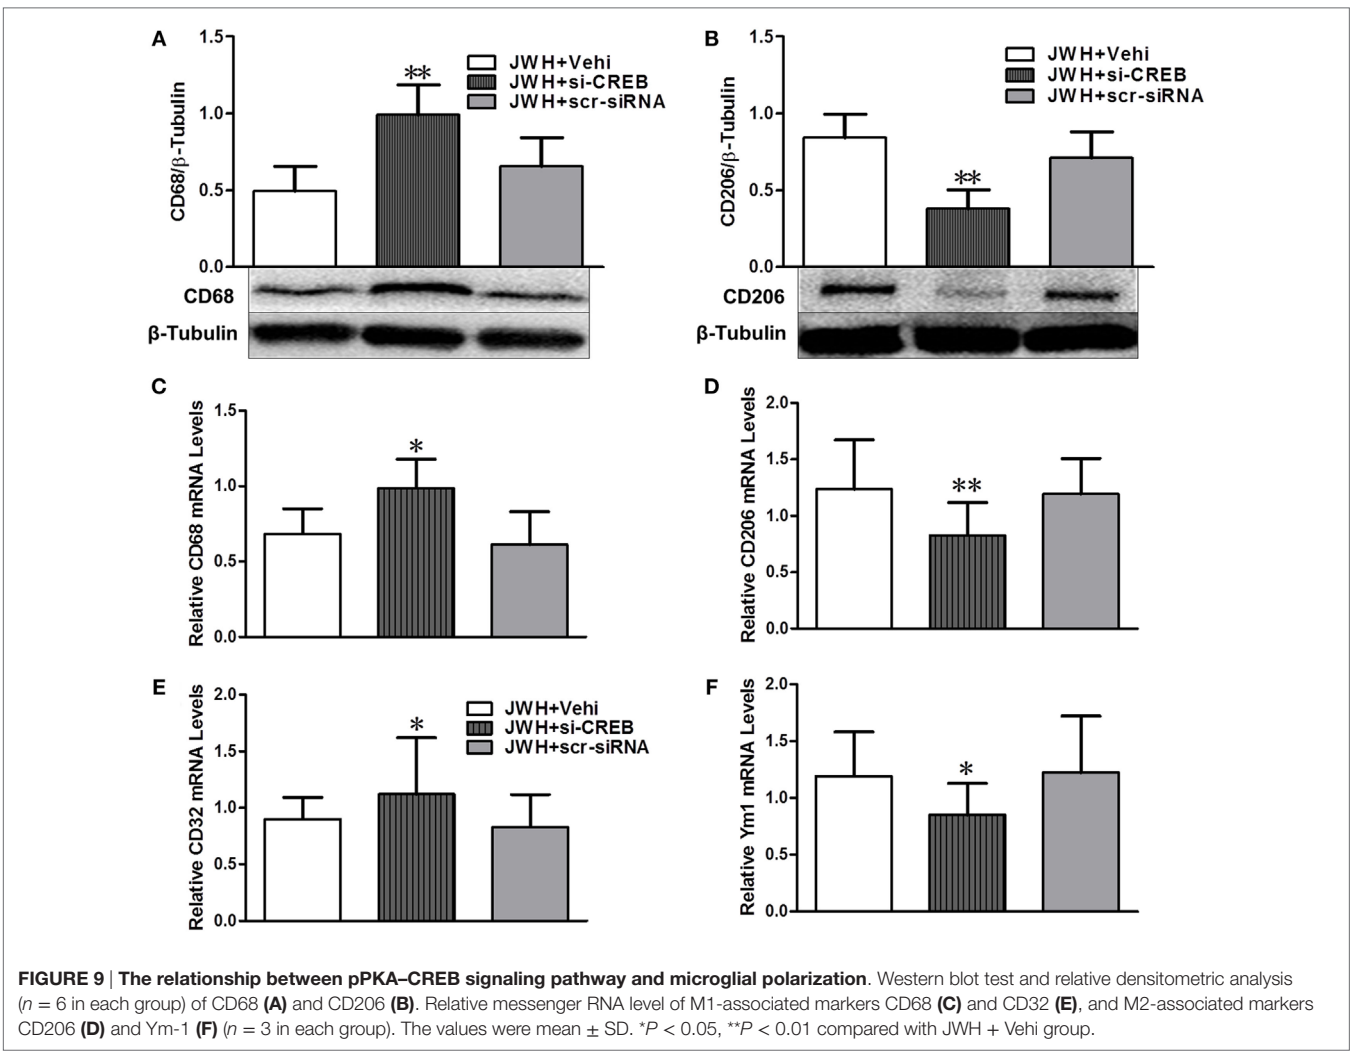 A
CD68/β-Tubulin
1.5
1.0
0.5
0.0
**
JWH+Vehi
JWH+si-CREB
JWH+scr-siRNA
CD68
β-Tubulin
B
CD206/β-Tubulin
1.5
1.0
0.5
0.0
**
JWH+Vehi
JWH+si-CREB
JWH+scr-siRNA
CD206
β-Tubulin
C
Relative CD68 mRNA Levels
1.5
1.0
0.5
0.0
*
D
Relative CD206 mRNA Levels
2.0
1.5
1.0
0.5
0.0
**
E
Relative CD32 mRNA Levels
2.0
1.5
1.0
0.5
0.0
*
JWH+Vehi
JWH+si-CREB
JWH+scr-siRNA
F
Relative Ym1 mRNA Levels
2.0
1.5
1.0
0.5
0.0
*
FIGURE 9 | The relationship between pPKA–CREB signaling pathway and microglial polarization. Western blot test and relative densitometric analysis
(n = 6 in each group) of CD68 (A) and CD206 (B). Relative messenger RNA level of M1-associated markers CD68 (C) and CD32 (E), and M2-associated markers
CD206 (D) and Ym-1 (F) (n = 3 in each group). The values were mean ± SD. *P < 0.05, **P < 0.01 compared with JWH + Vehi group.